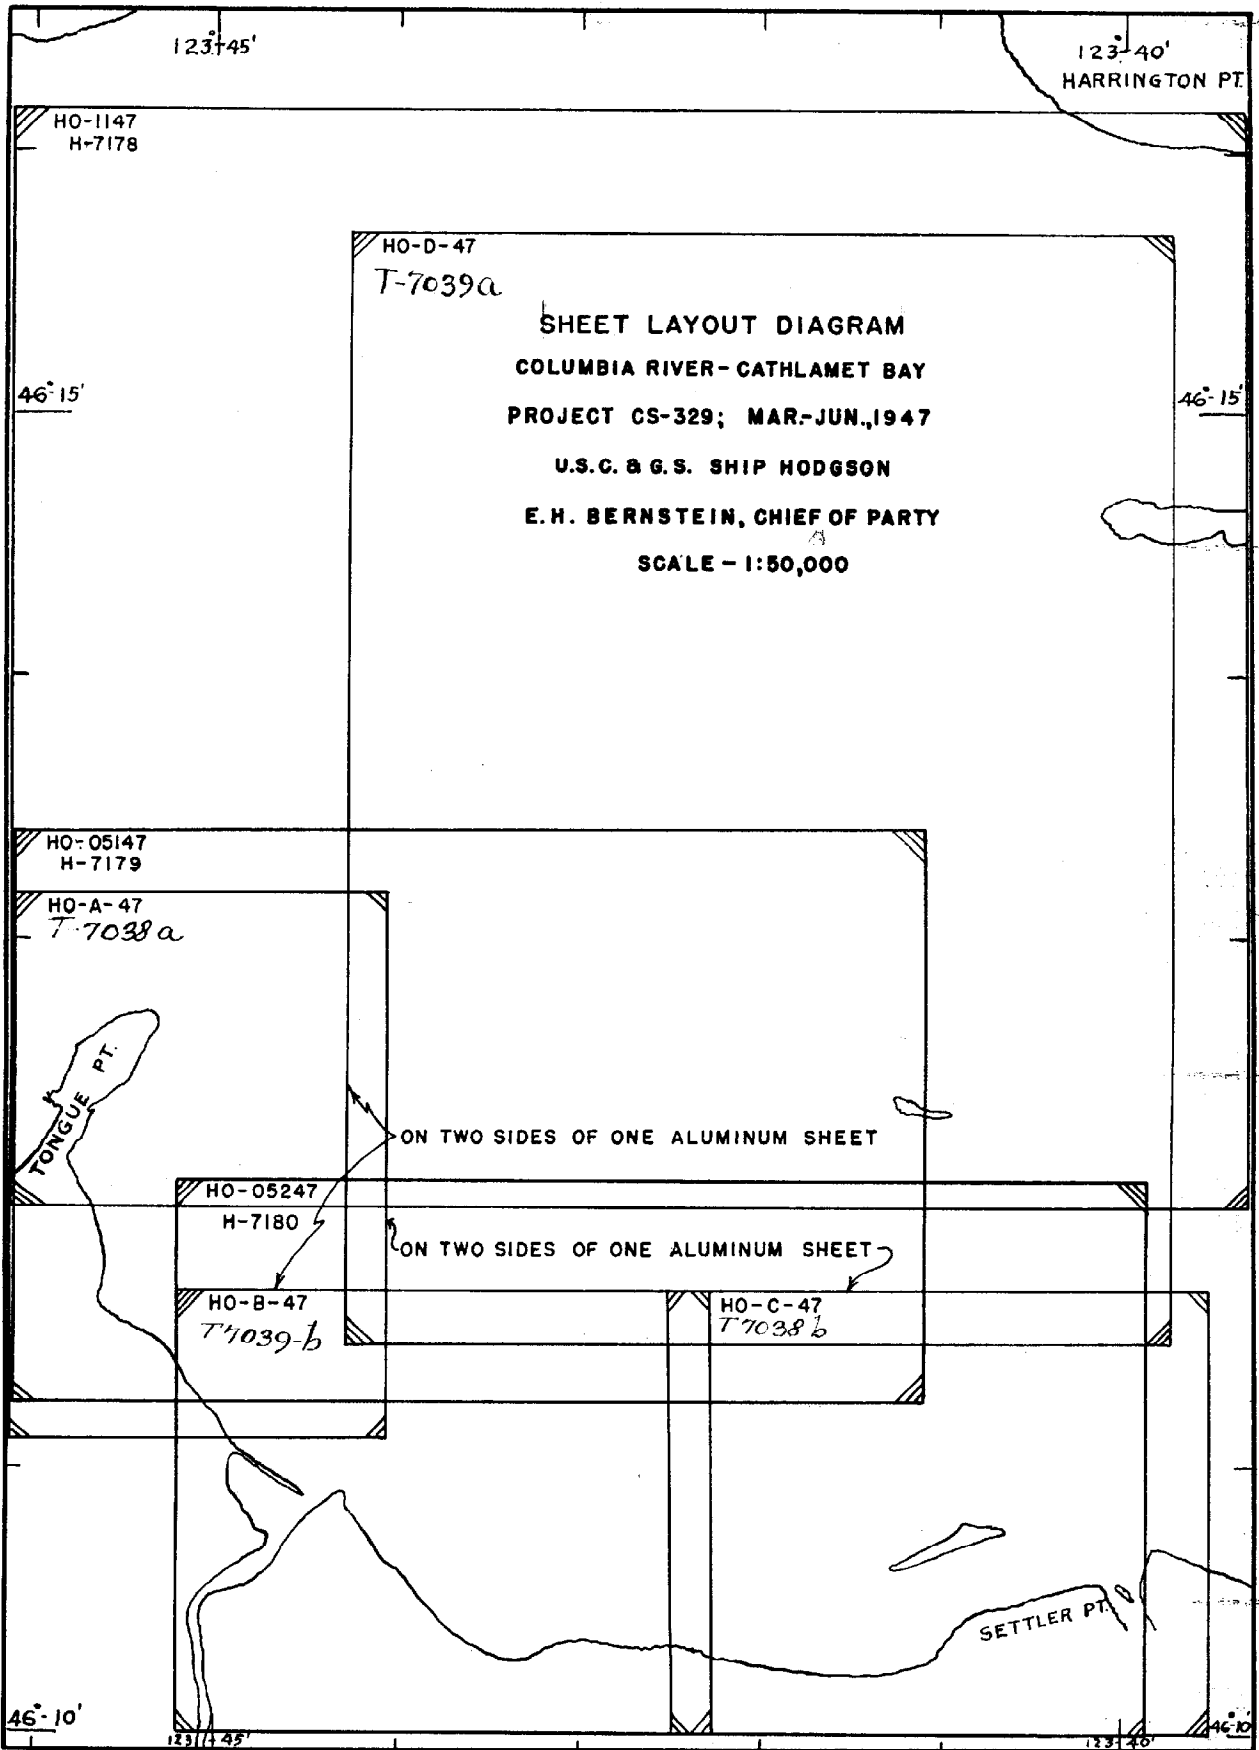 123°45'
123°40'
HARRINGTON PT.
HO-1147
H-7178
HO-D-47
T-7039a
SHEET LAYOUT DIAGRAM
COLUMBIA RIVER-CATHLAMET BAY
46°15'
46°-15'
PROJECT CS-329; MAR.-JUN.,1947
U.S.C. & G.S. SHIP HODGSON
E.H. BERNSTEIN, CHIEF OF PARTY
SCALE - 1:50,000
HO-05147
H-7179
HO-A-47
T-7038a
TONGUE PT.
ON TWO SIDES OF ONE ALUMINUM SHEET
HO-05247
H-7180
ON TWO SIDES OF ONE ALUMINUM SHEET
HO-B-47
T7039-b
HO-C-47
T7038b
SETTLER PT.
46°-10'
46°10'
123°45'
123°40'